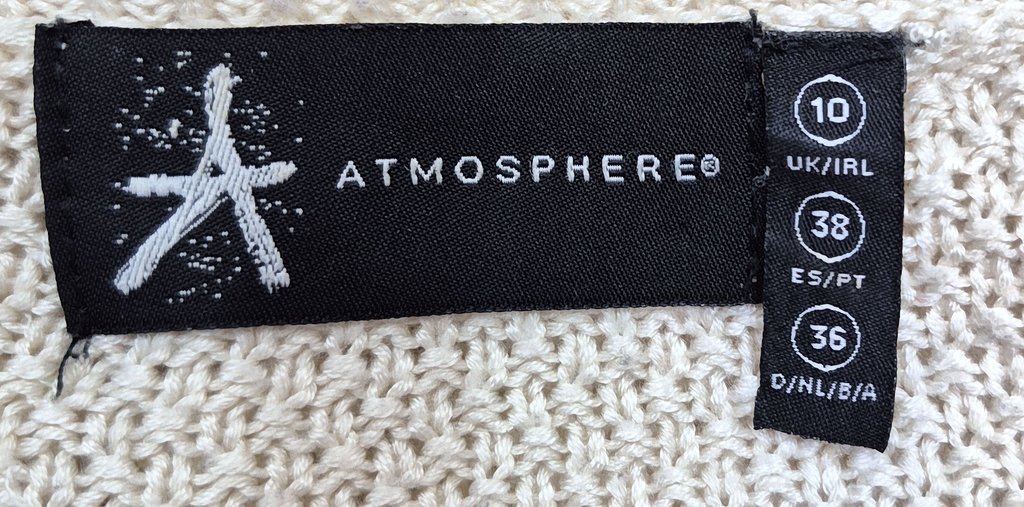 ATMOSPHERE®
10
UK/IRL
38
ES/PT
36
D/NL/B/A